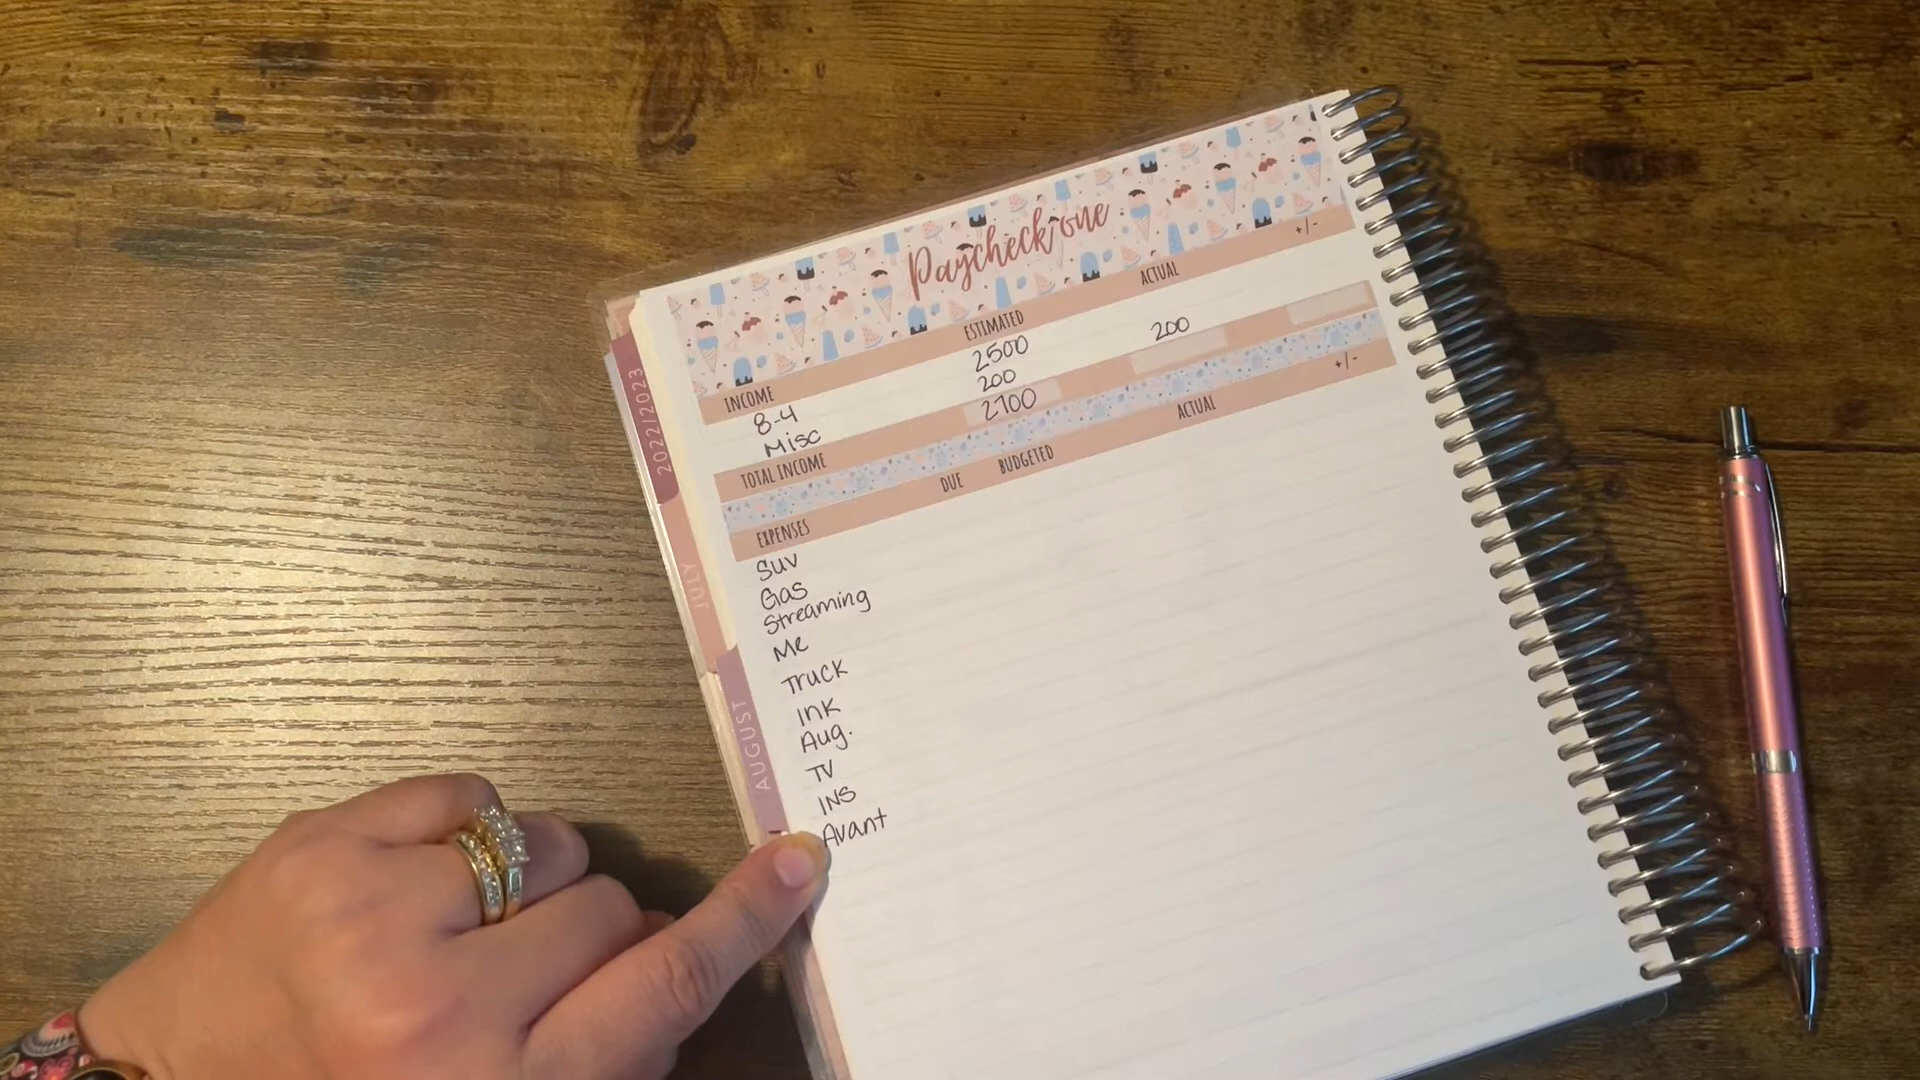 Paycheck one
INCOME ESTIMATED ACTUAL +/-
8-4 2500
Misc 200 200
TOTAL INCOME 2700
EXPENSES DUE BUDGETED ACTUAL +/-
SUV
Gas
Streaming
Me
Truck
INK
Aug.
TV
INS
Avant
2022/2023
JULY
AUGUST